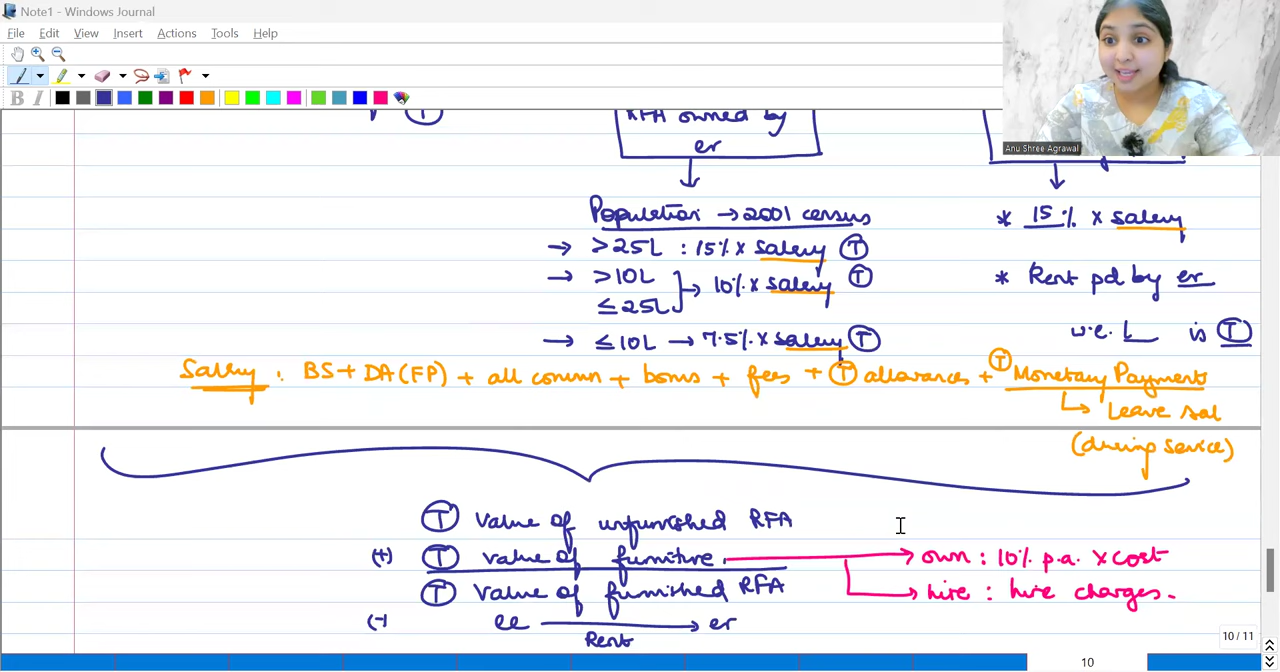 Note1 - Windows Journal
File Edit View Insert Actions Tools Help
B I
Anu Shree Agrawal
T
RFA owned by
er
Population → 2001 census
→ >25L : 15% x salary T
→ >10L
≤25L → 10% x salary T
→ ≤10L → 7.5% x salary T
* 15% x salary
* Rent pd by er
w.e. L is T
Salary : BS + DA(FP) + all comm + bonus + fees + T allowances + T Monetary Payment
↳ Leave sal
(during service)
T value of unfurnished RFA
(+) T value of furniture → own : 10% p.a. x cost
→ hire : hire charges.
T value of furnished RFA
(- ee → er
Rent
10 / 11
10